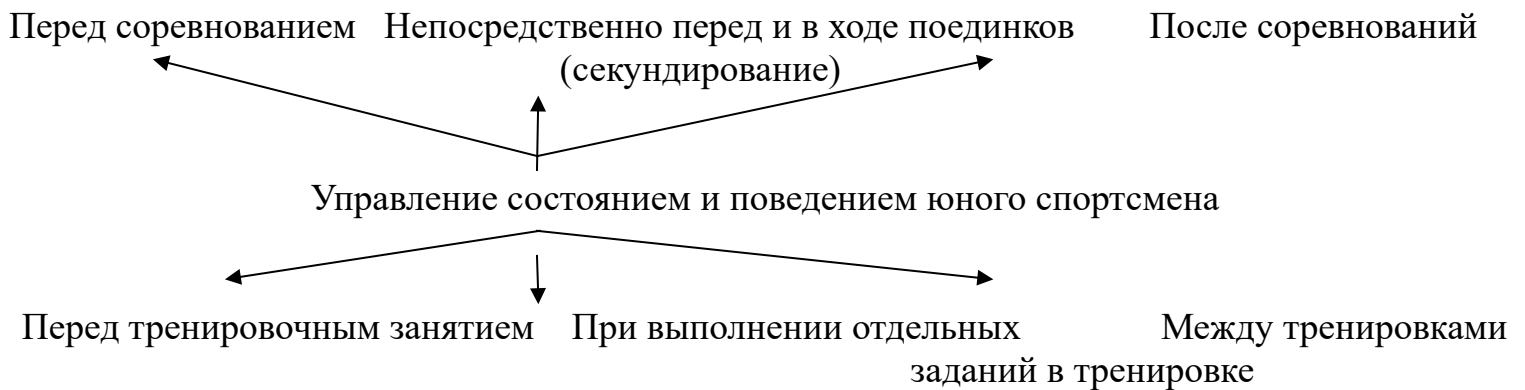 Перед соревнованием Непосредственно перед и в ходе поединков После соревнований
(секундирование)
Управление состоянием и поведением юного спортсмена
Перед тренировочным занятием При выполнении отдельных Между тренировками
заданий в тренировке